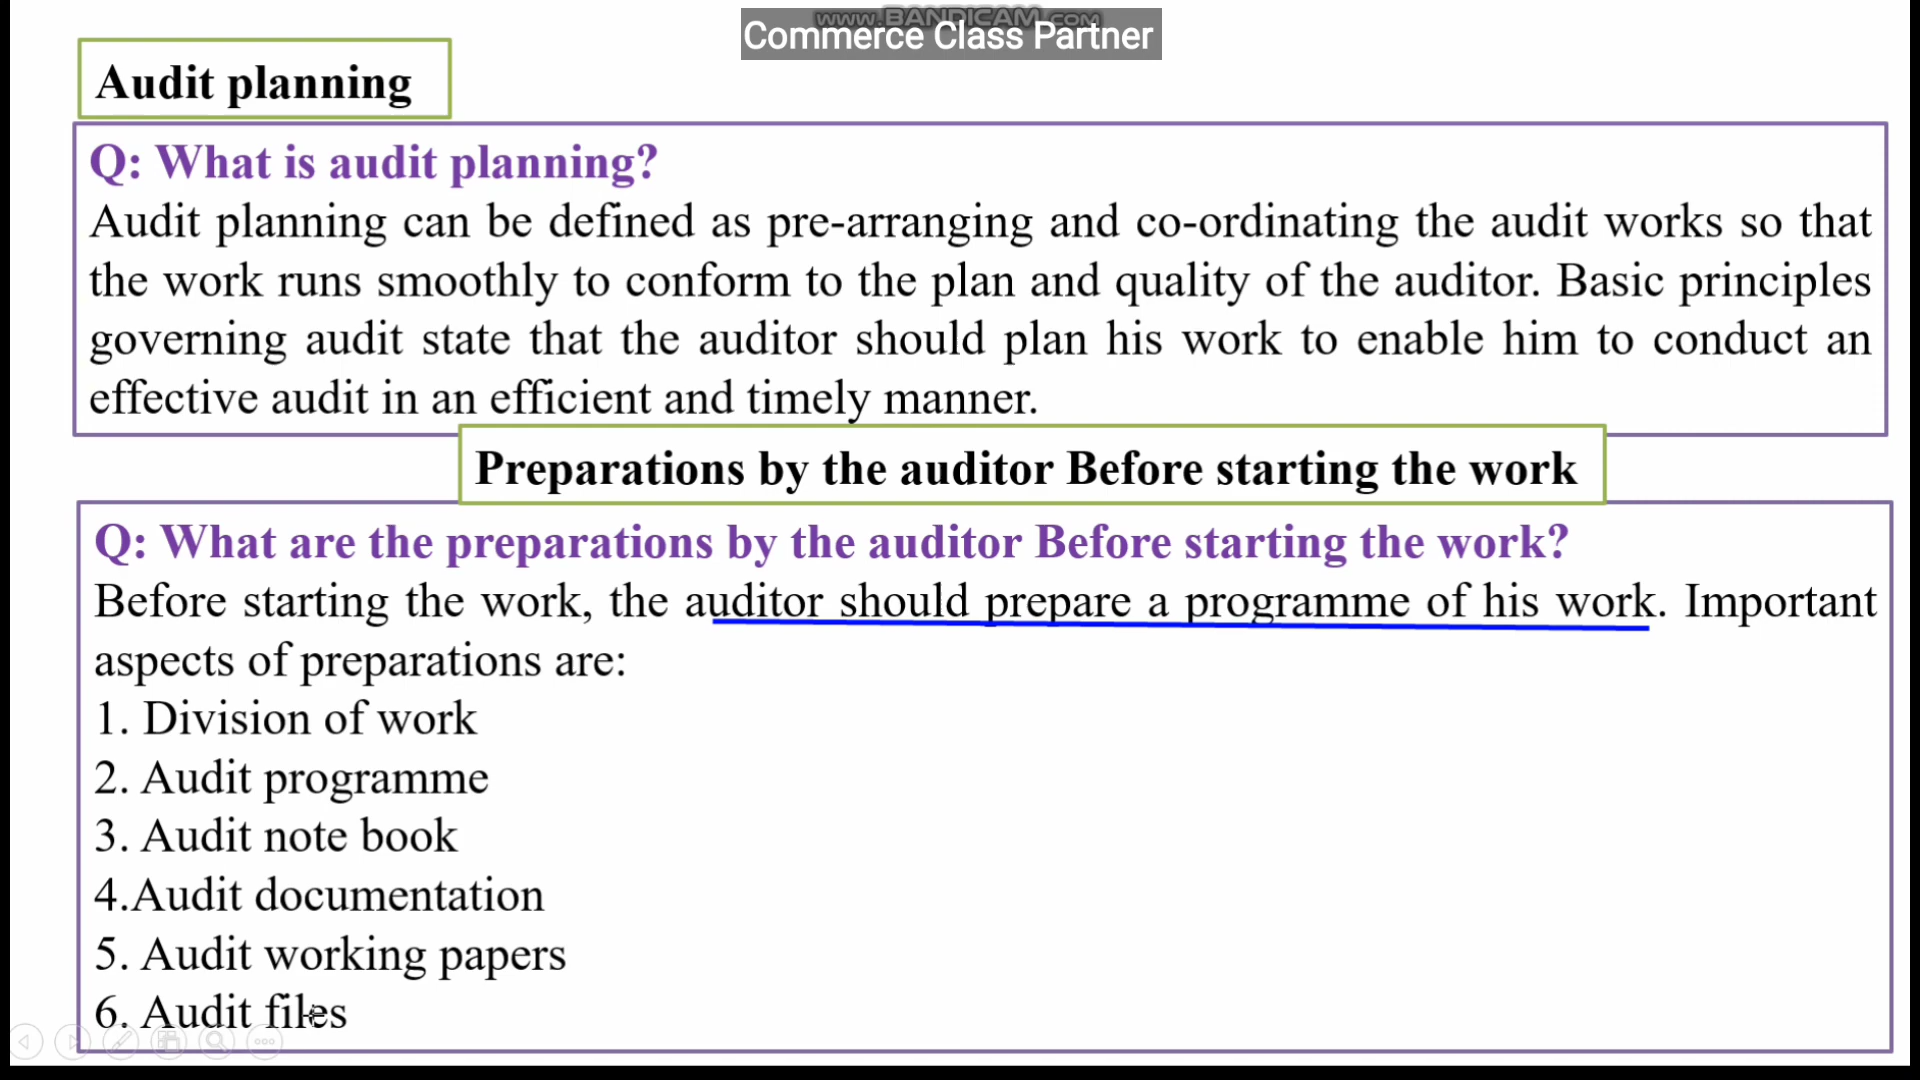 www.BANDICAM.COM
Commerce Class Partner
Audit planning
Q: What is audit planning?
Audit planning can be defined as pre-arranging and co-ordinating the audit works so that
the work runs smoothly to conform to the plan and quality of the auditor. Basic principles
governing audit state that the auditor should plan his work to enable him to conduct an
effective audit in an efficient and timely manner.
Preparations by the auditor Before starting the work
Q: What are the preparations by the auditor Before starting the work?
Before starting the work, the auditor should prepare a programme of his work. Important
aspects of preparations are:
1. Division of work
2. Audit programme
3. Audit note book
4.Audit documentation
5. Audit working papers
6. Audit files